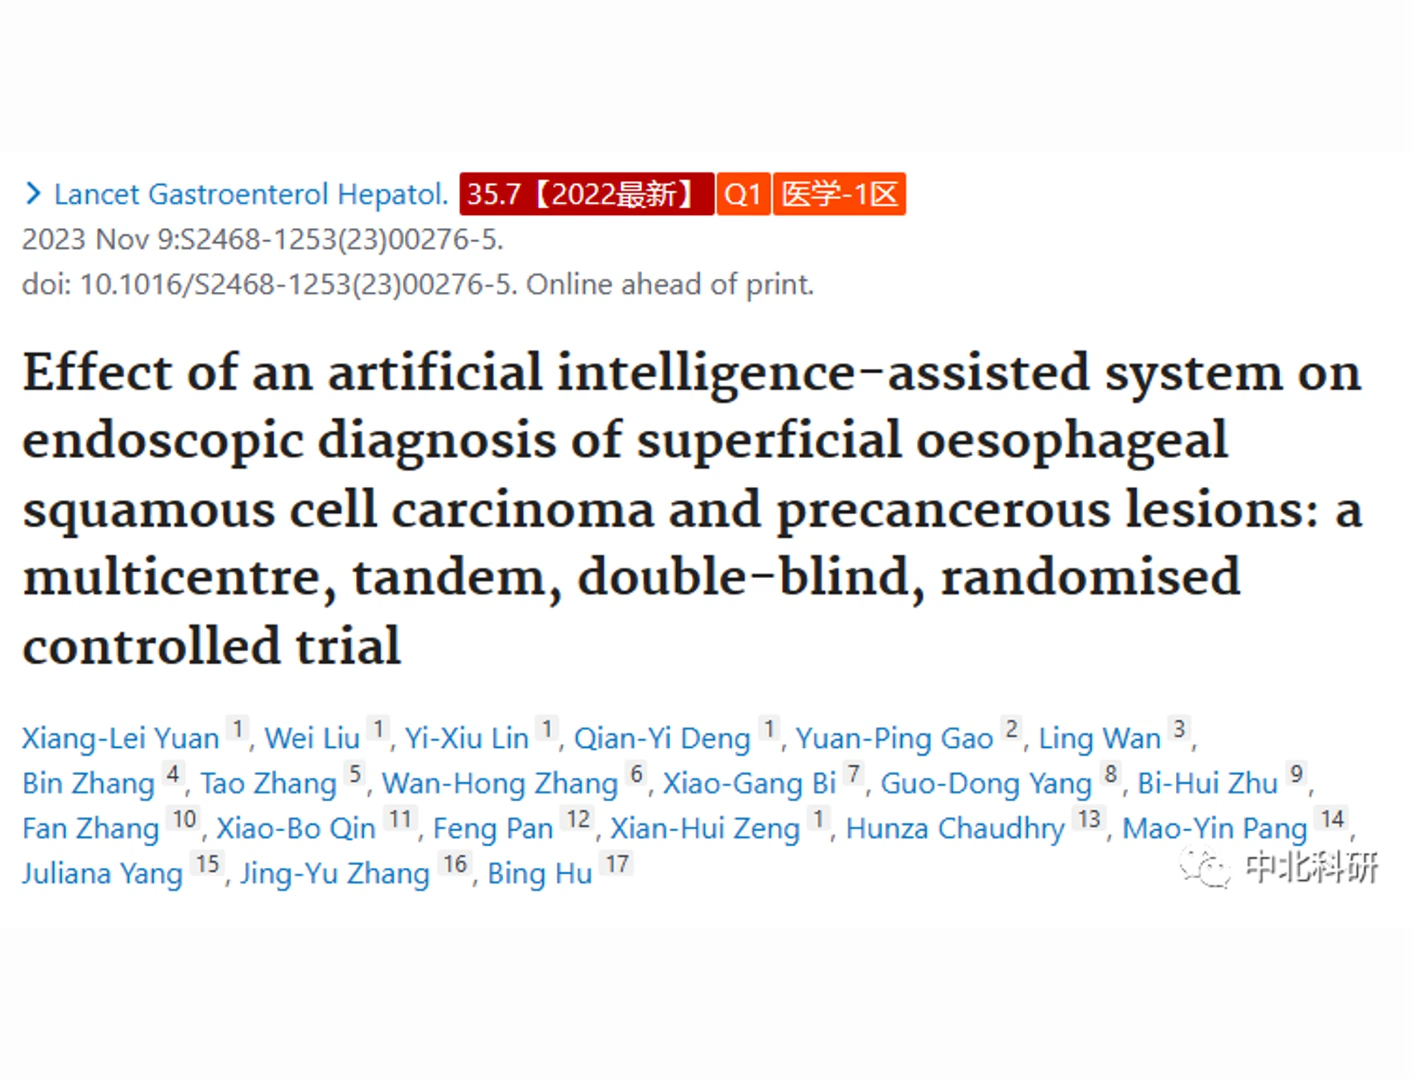 Lancet Gastroenterol Hepatol. 35.7【2022最新】 Q1 医学-1区
2023 Nov 9:S2468-1253(23)00276-5.
doi: 10.1016/S2468-1253(23)00276-5. Online ahead of print.
Effect of an artificial intelligence-assisted system on
endoscopic diagnosis of superficial oesophageal
squamous cell carcinoma and precancerous lesions: a
multicentre, tandem, double-blind, randomised
controlled trial
Xiang-Lei Yuan 1, Wei Liu 1, Yi-Xiu Lin 1, Qian-Yi Deng 1, Yuan-Ping Gao 2, Ling Wan 3,
Bin Zhang 4, Tao Zhang 5, Wan-Hong Zhang 6, Xiao-Gang Bi 7, Guo-Dong Yang 8, Bi-Hui Zhu 9,
Fan Zhang 10, Xiao-Bo Qin 11, Feng Pan 12, Xian-Hui Zeng 1, Hunza Chaudhry 13, Mao-Yin Pang 14,
Juliana Yang 15, Jing-Yu Zhang 16, Bing Hu 17
中北科研